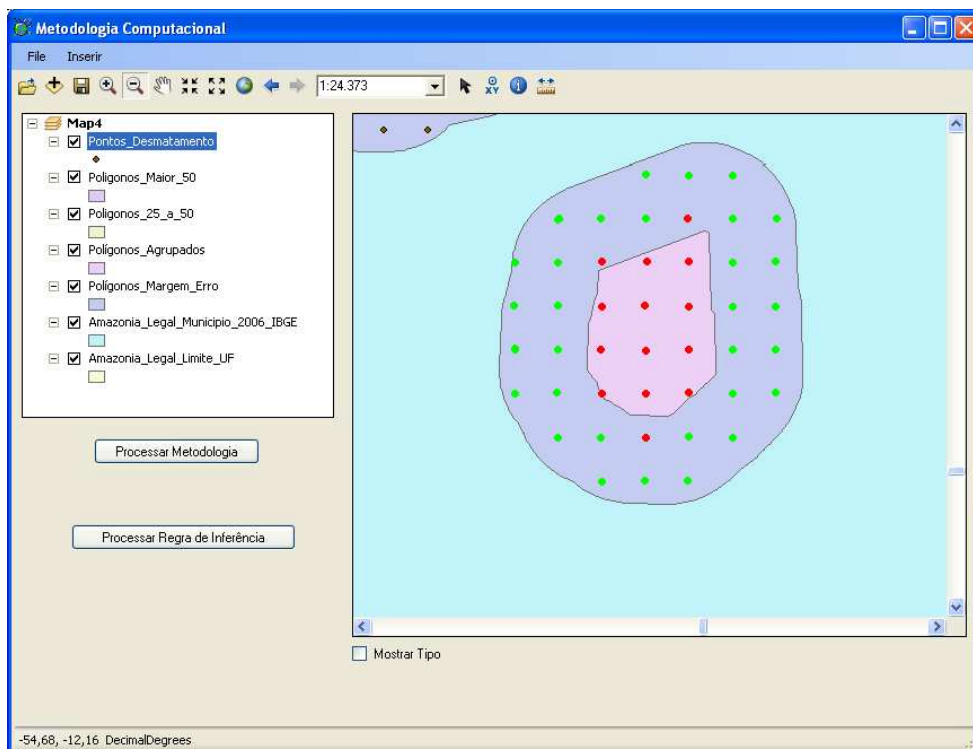 Metodologia Computacional
File Inserir
1:24.373
XY
Map4
Pontos_Desmatamento
Poligonos_Maior_50
Poligonos_25_a_50
Polígonos_Agrupados
Polígonos_Margem_Erro
Amazonia_Legal_Municipio_2006_IBGE
Amazonia_Legal_Limite_UF
Processar Metodologia
Processar Regra de Inferência
Mostrar Tipo
-54,68, -12,16 DecimalDegrees